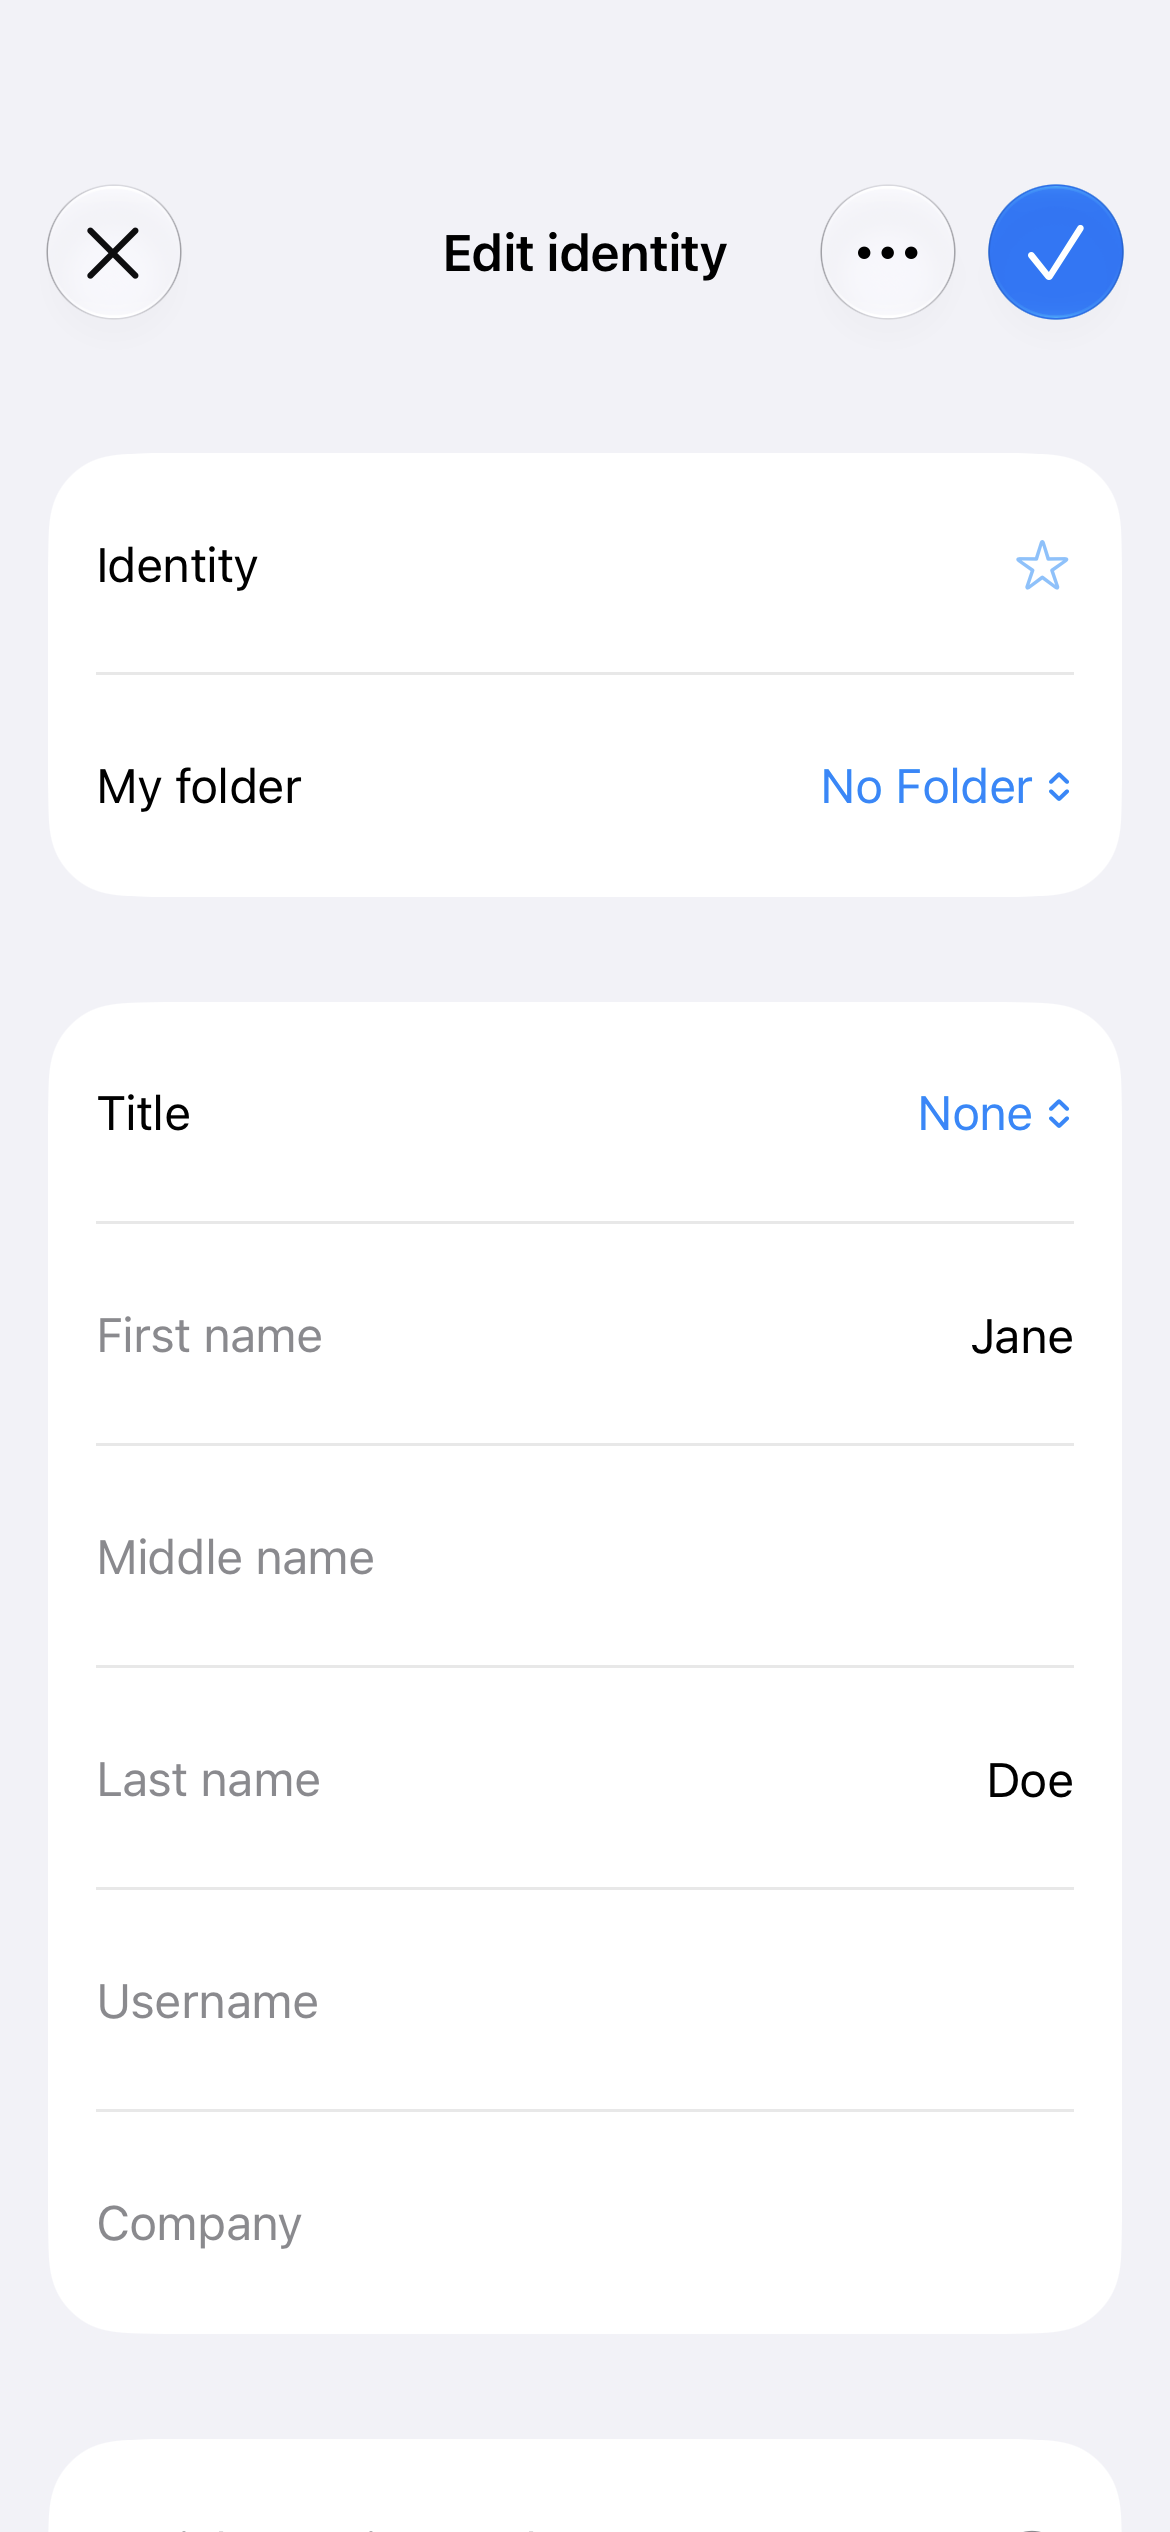 Edit identity
Identity
My folder No Folder
Title None
First name Jane
Middle name
Last name Doe
Username
Company